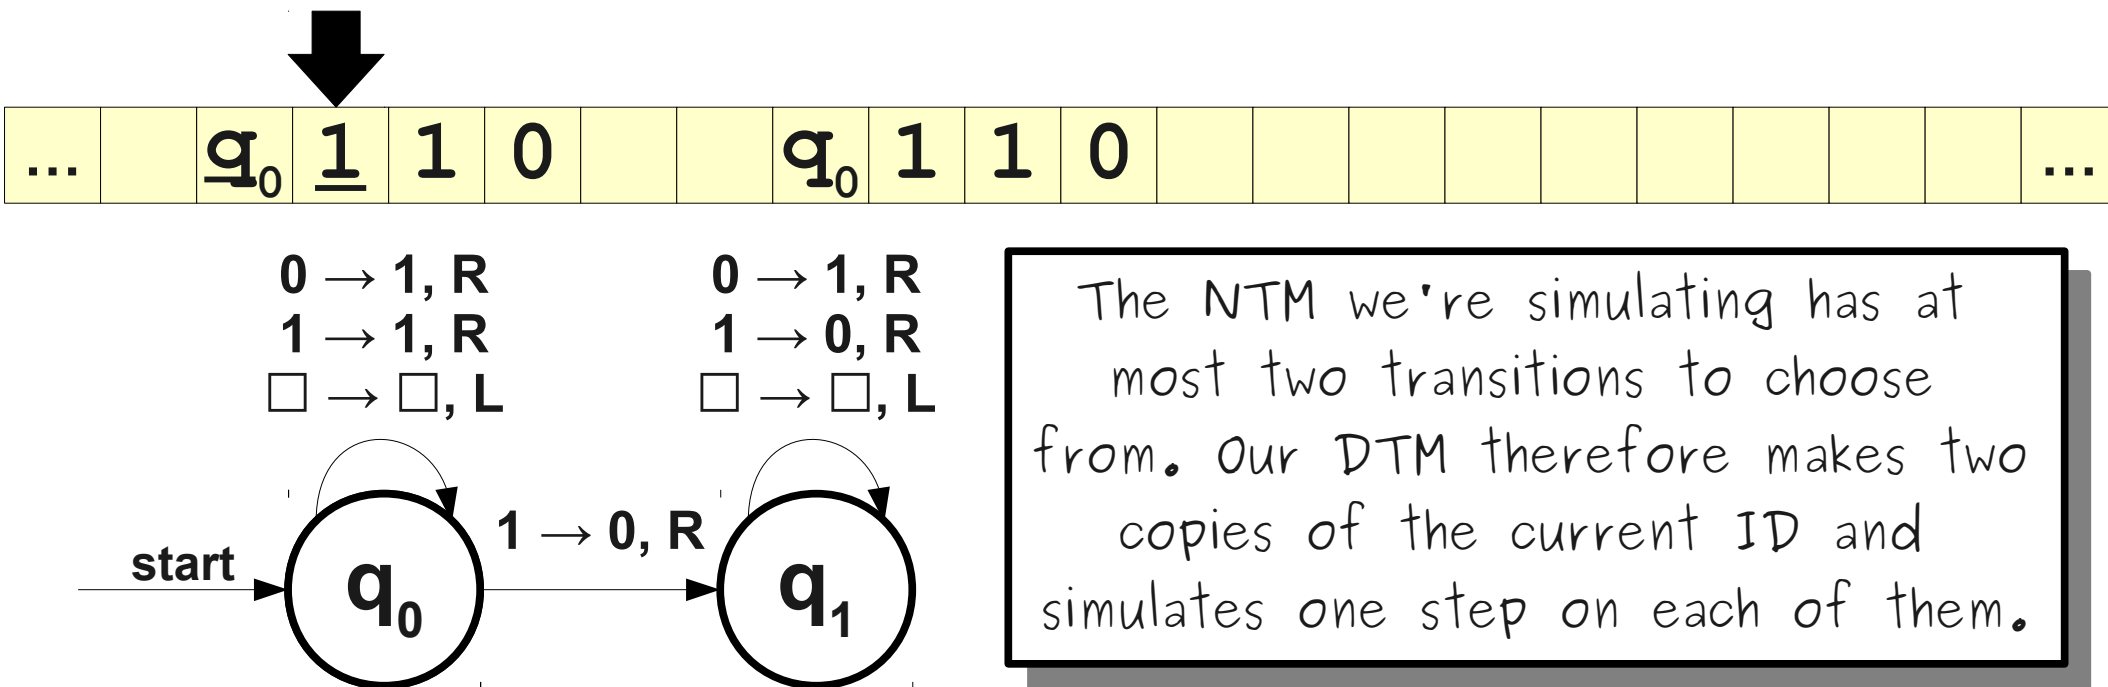 ... q₀ 1 1 0 q₀ 1 1 0 ...
0 → 1, R
1 → 1, R
□ → □, L
0 → 1, R
1 → 0, R
□ → □, L
start
q₀
1 → 0, R
q₁
The NTM we're simulating has at
most two transitions to choose
from. Our DTM therefore makes two
copies of the current ID and
simulates one step on each of them.